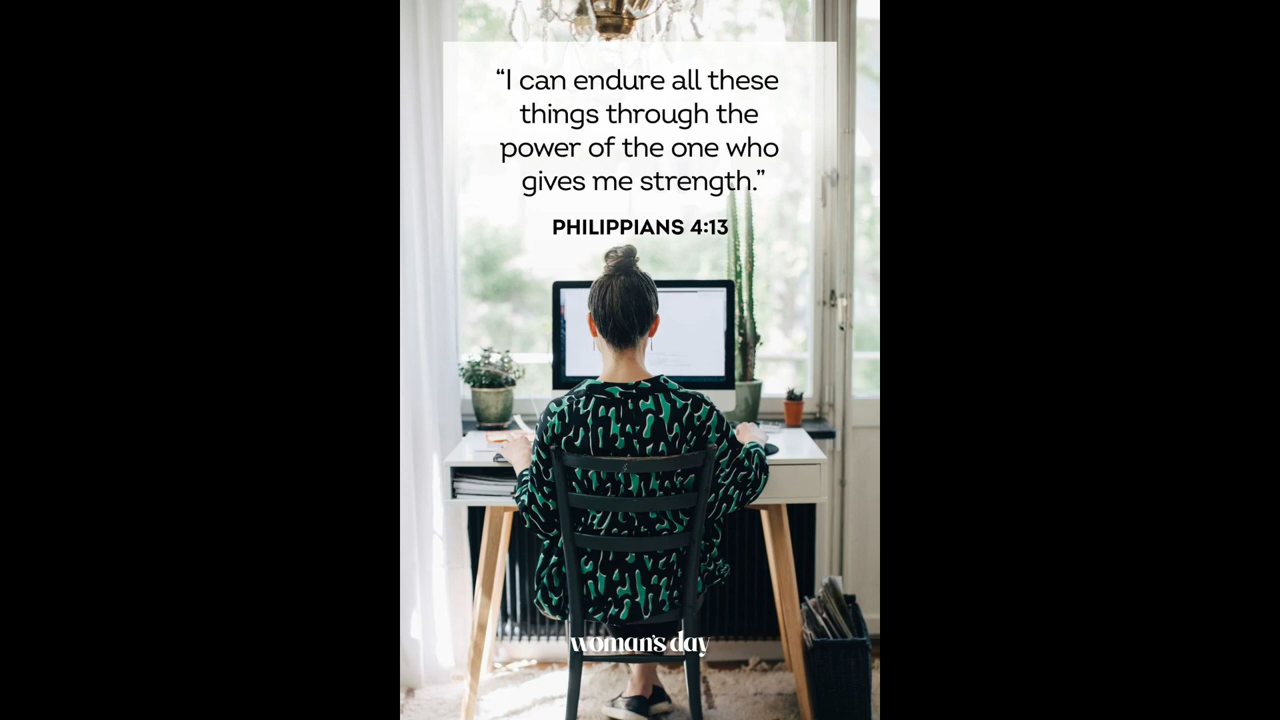 “I can endure all these
things through the
power of the one who
gives me strength.”
PHILIPPIANS 4:13
woman's day